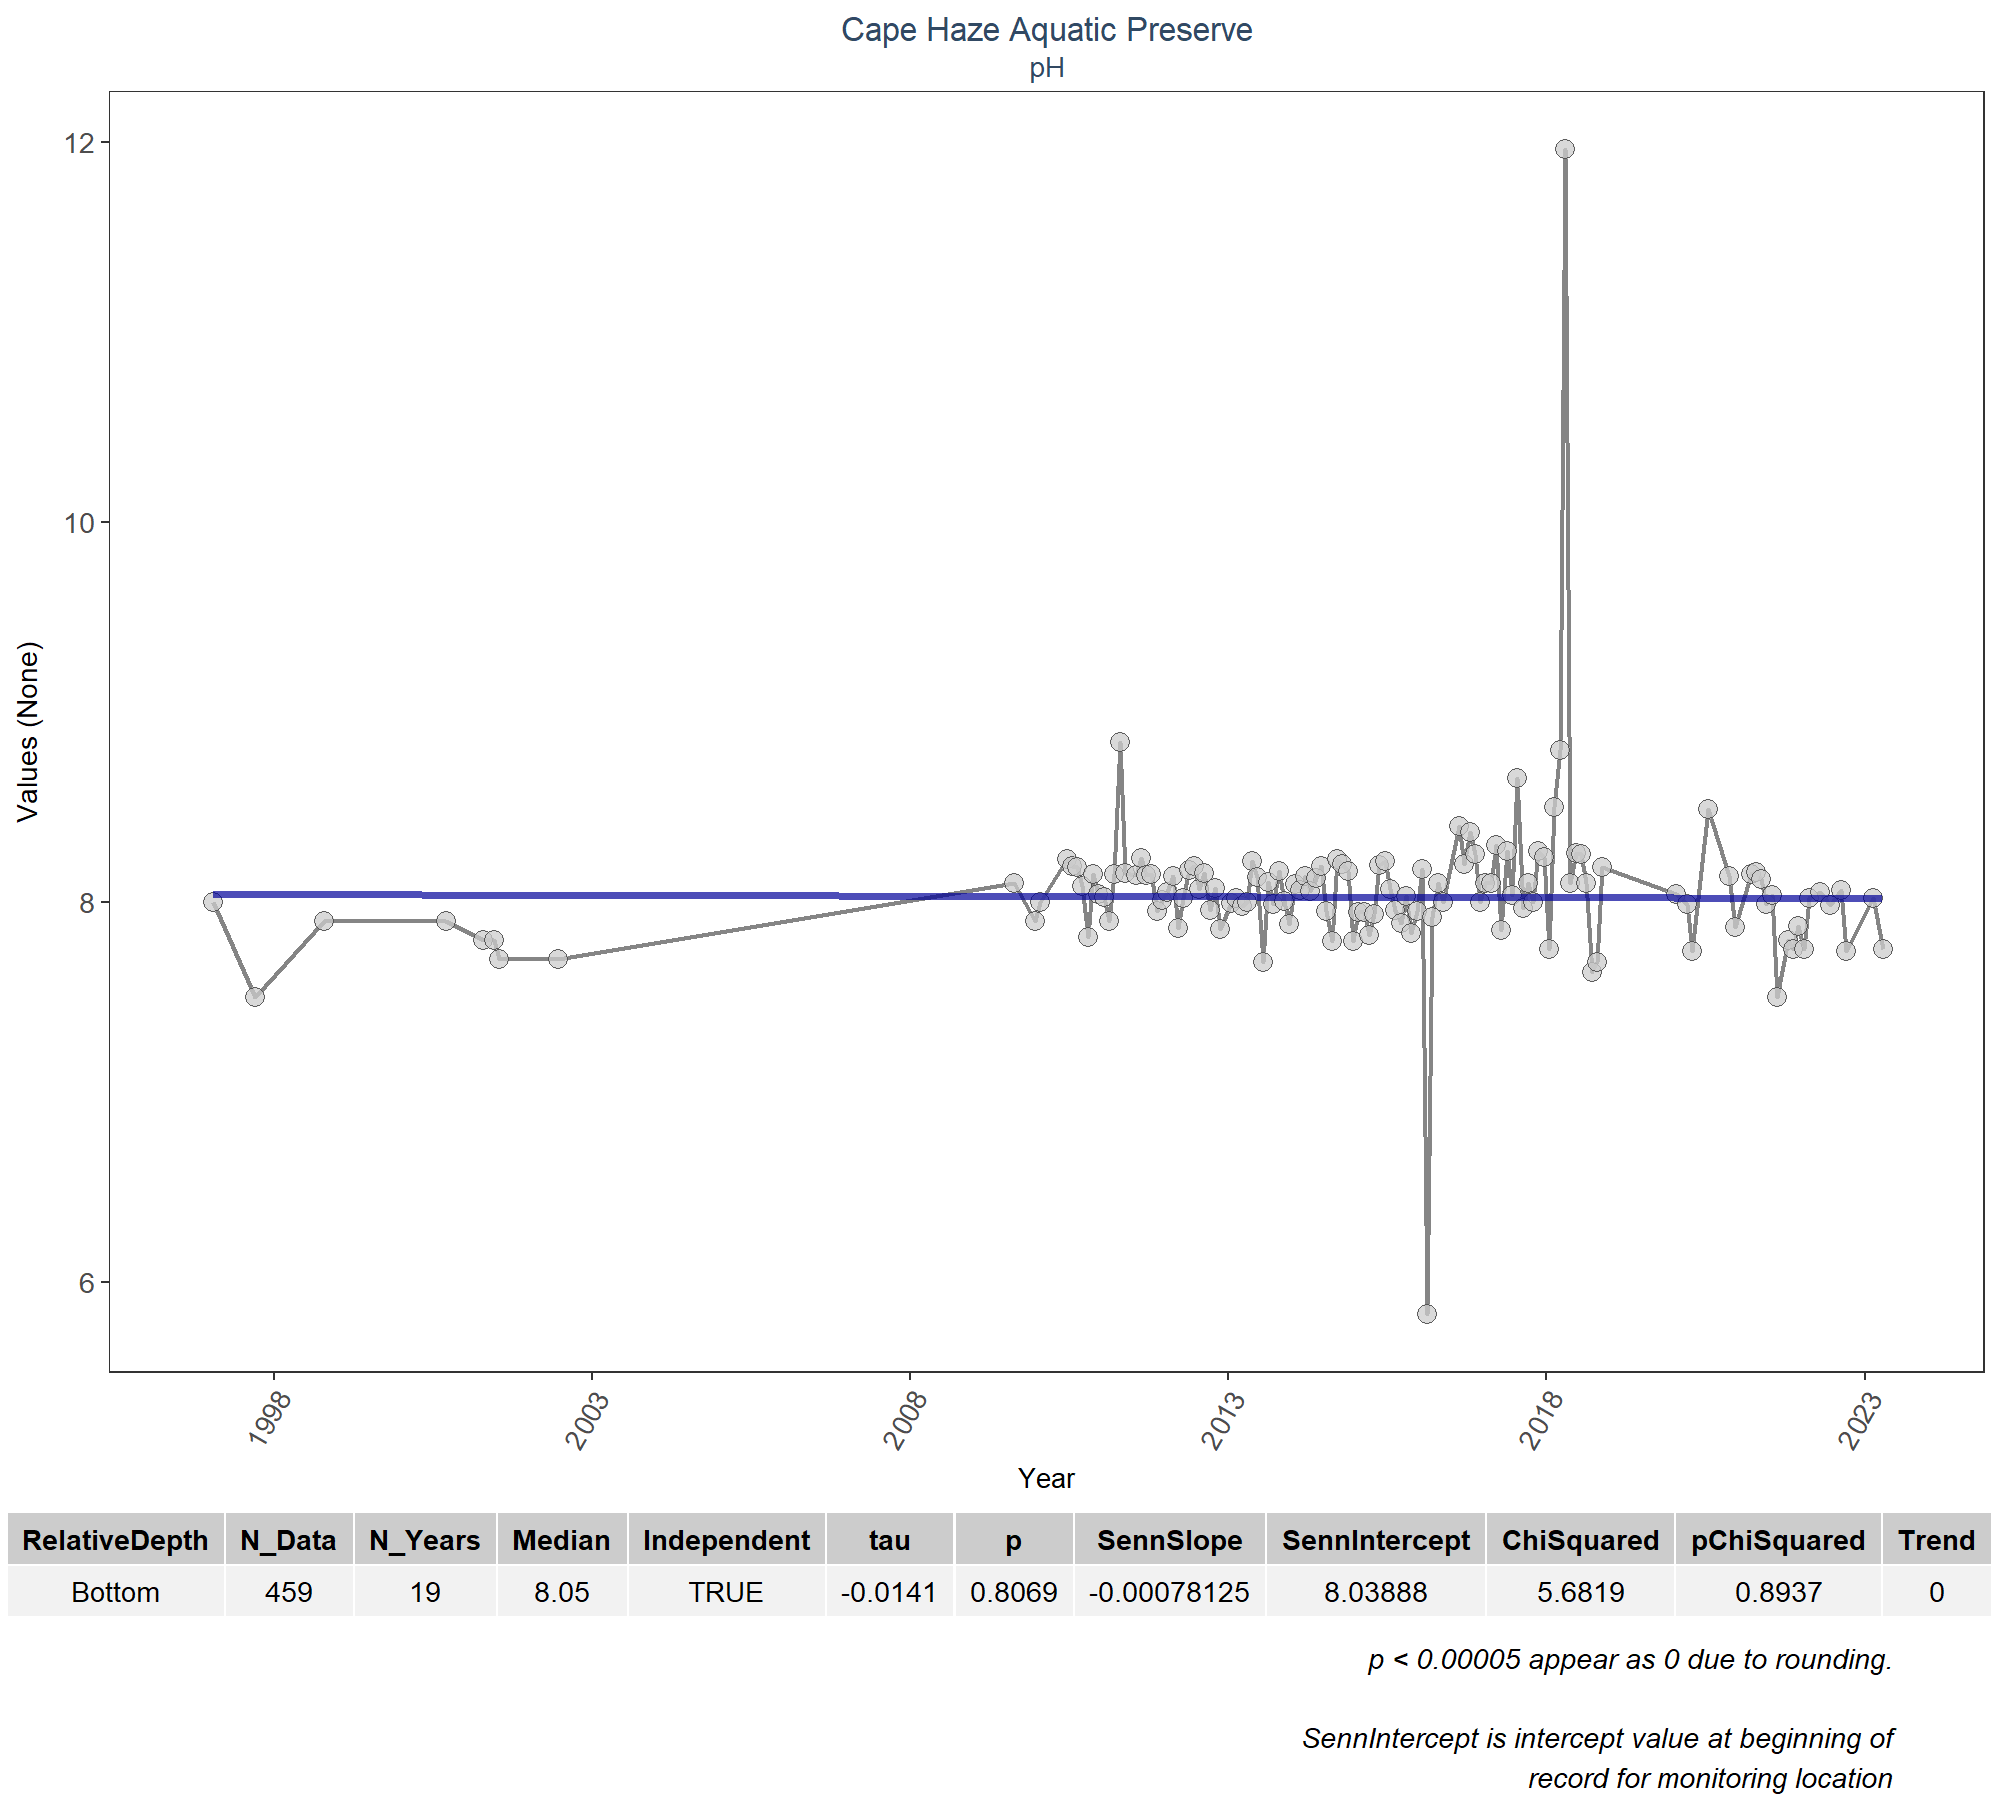 Cape Haze Aquatic Preserve
pH
Values (None)
12
10
8
6
1998
2003
2008
2013
2018
2023
Year
RelativeDepth N_Data N_Years Median Independent tau p SennSlope SennIntercept ChiSquared pChiSquared Trend
Bottom 459 19 8.05 TRUE -0.0141 0.8069 -0.00078125 8.03888 5.6819 0.8937 0
p < 0.00005 appear as 0 due to rounding.
SennIntercept is intercept value at beginning of
record for monitoring location